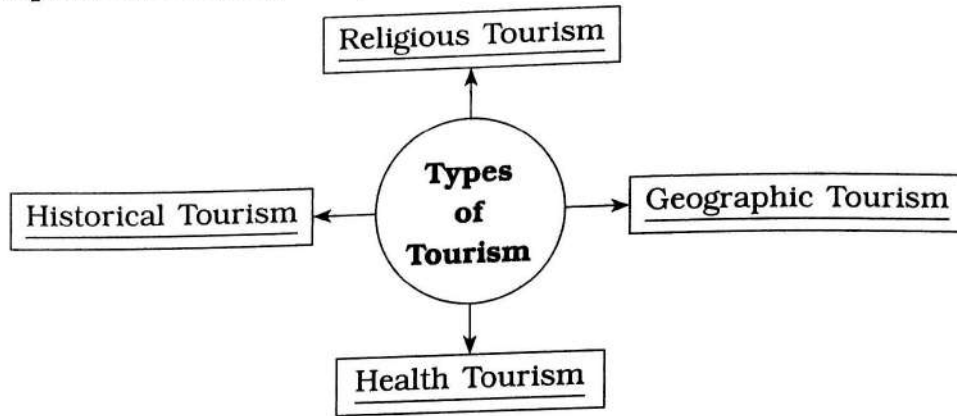 Religious Tourism
Historical Tourism
Types
of
Tourism
Geographic Tourism
Health Tourism